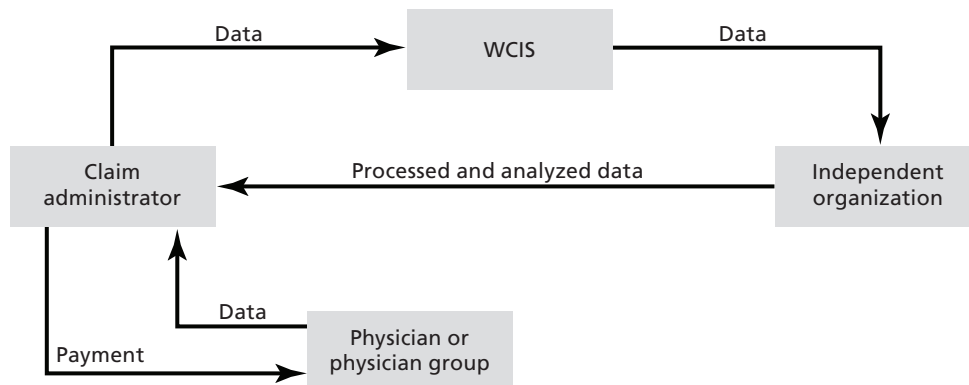 Data
Data
WCIS
Claim
administrator
Processed and analyzed data
Independent
organization
Data
Payment
Physician or
physician group